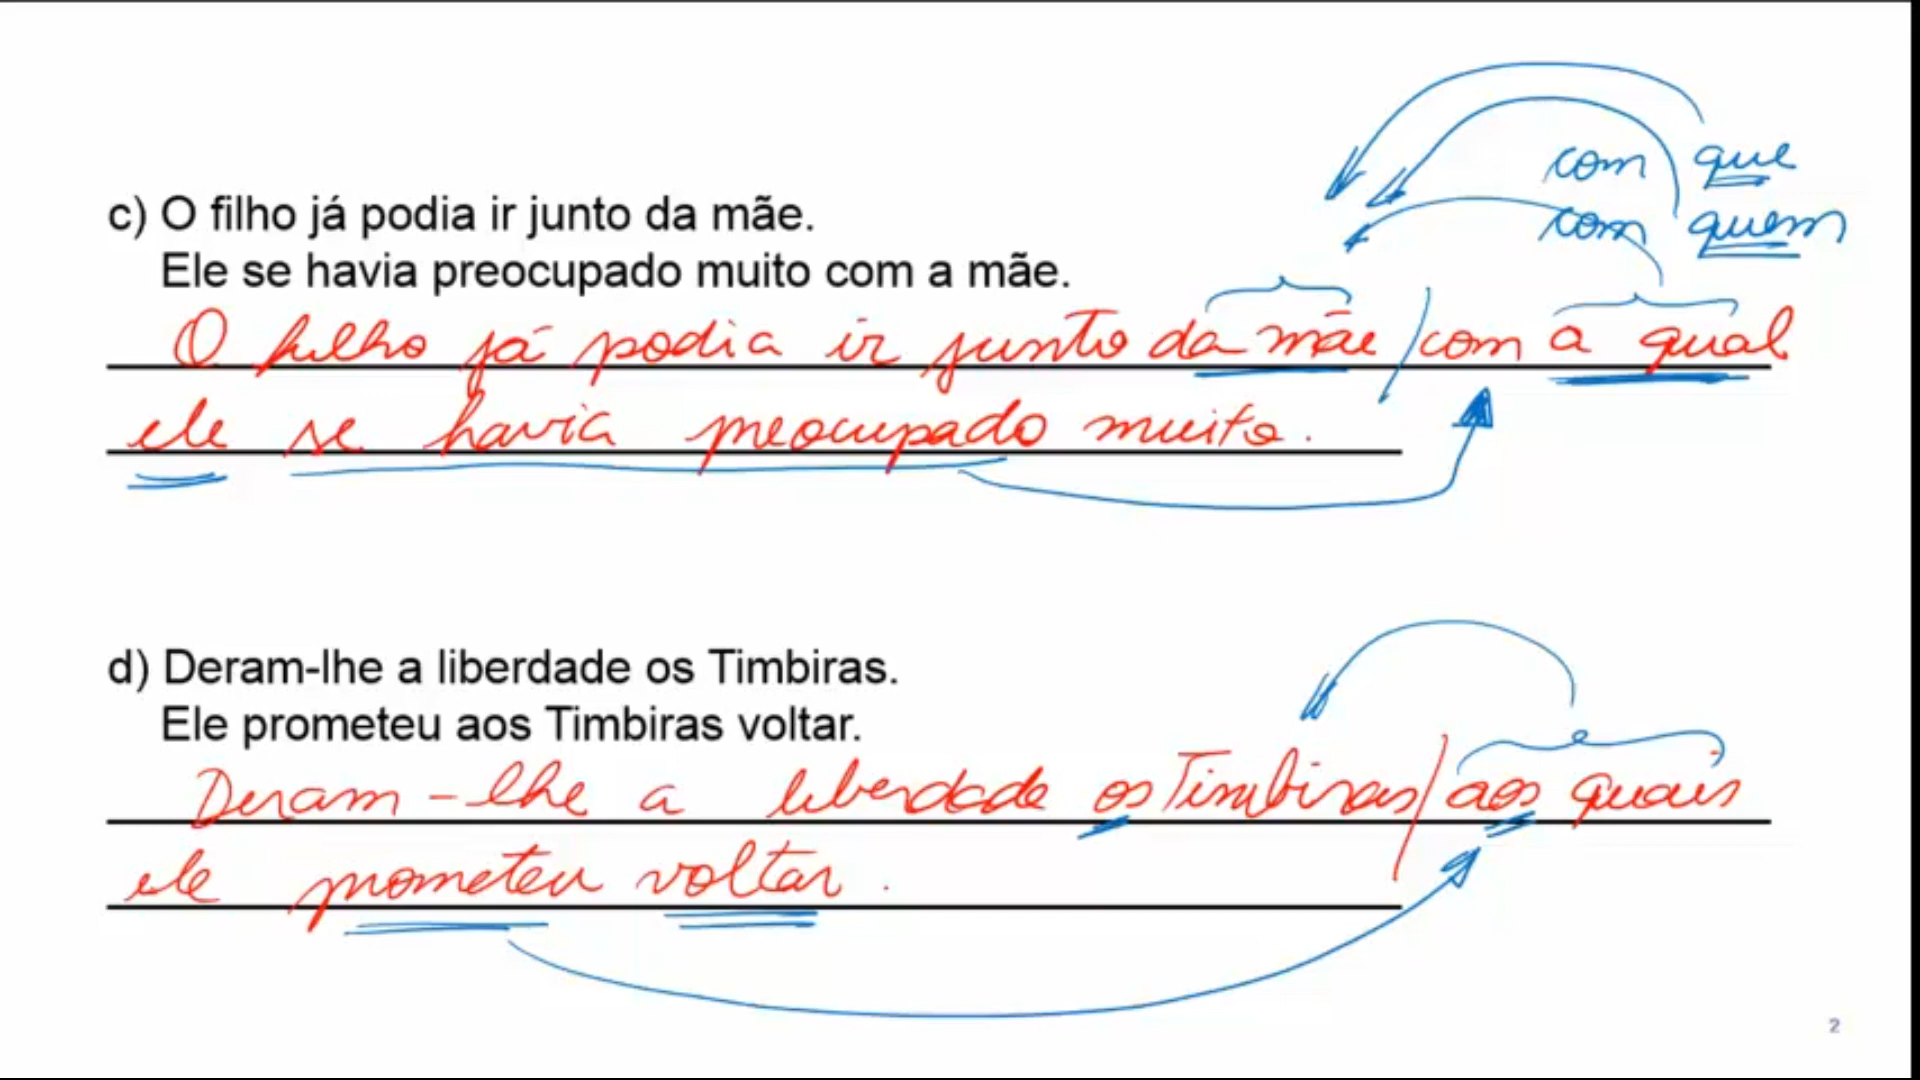 com que
com quem
c) O filho já podia ir junto da mãe.
Ele se havia preocupado muito com a mãe.
O filho já podia ir junto da mãe / com a qual
ele se havia preocupado muito.
d) Deram-lhe a liberdade os Timbiras.
Ele prometeu aos Timbiras voltar.
Deram-lhe a liberdade os Timbiras / aos quais
ele prometeu voltar.
2